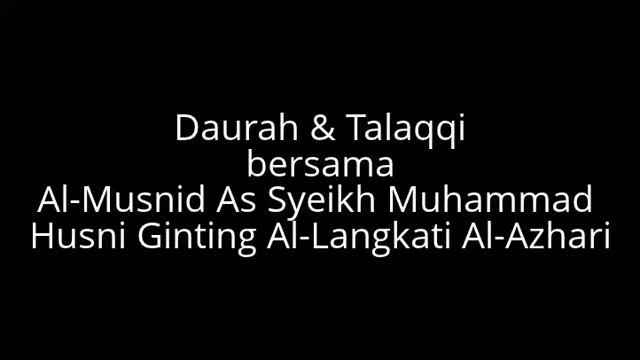 Daurah & Talaqqi
bersama
Al-Musnid As Syeikh Muhammad
Husni Ginting Al-Langkati Al-Azhari